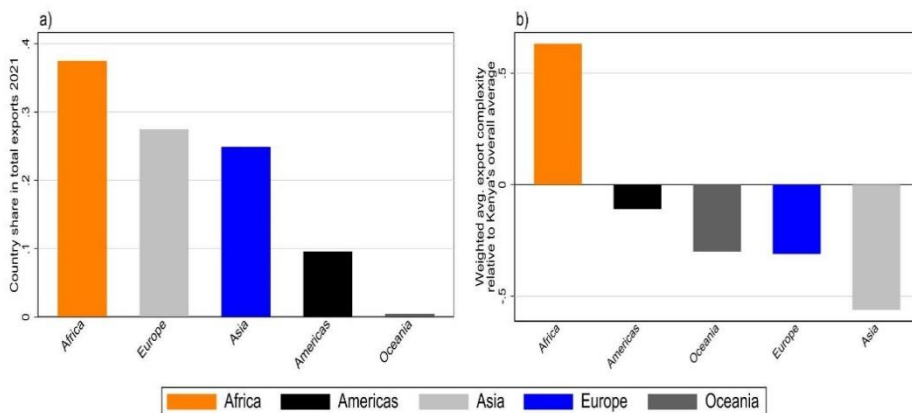 a)
Country share in total exports 2021
.4
.3
.2
.1
0
Africa
Europe
Asia
Americas
Oceania
b)
Weighted avg. export complexity
relative to Kenya's overall average
.5
0
-.5
Africa
Americas
Oceania
Europe
Asia
Africa
Americas
Asia
Europe
Oceania